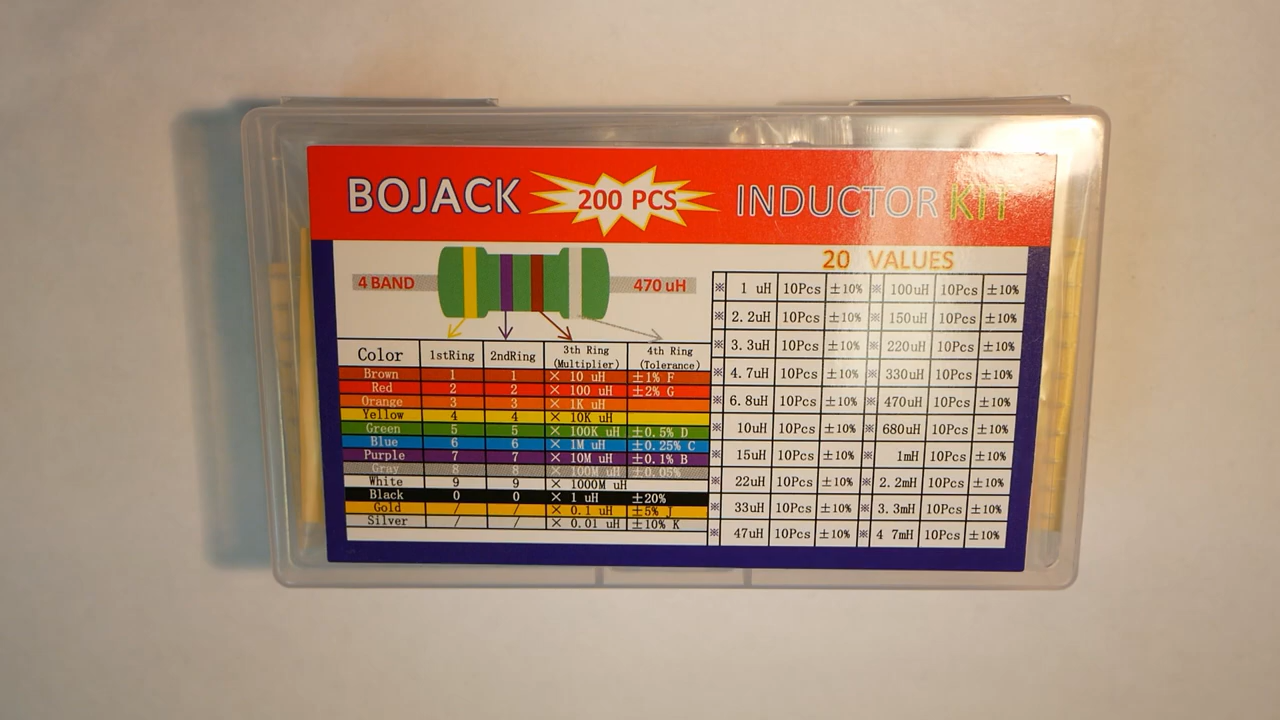 BOJACK 200 PCS INDUCTOR KIT
4 BAND 470 uH
Color 1stRing 2ndRing 3th Ring (Multiplier) 4th Ring (Tolerance)
Brown 1 1 × 10 uH ±1% F
Red 2 2 × 100 uH ±2% G
Orange 3 3 × 1K uH
Yellow 4 4 × 10K uH
Green 5 5 × 100K uH ±0.5% D
Blue 6 6 × 1M uH ±0.25% C
Purple 7 7 × 10M uH ±0.1% B
Gray 8 8 × 100M uH ±0.05%
White 9 9 × 1000M uH
Black 0 0 × 1 uH ±20%
Gold / / × 0.1 uH ±5% J
Silver / / × 0.01 uH ±10% K
20 VALUES
※ 1 uH 10Pcs ±10% ※ 100uH 10Pcs ±10%
※ 2.2uH 10Pcs ±10% ※ 150uH 10Pcs ±10%
※ 3.3uH 10Pcs ±10% ※ 220uH 10Pcs ±10%
※ 4.7uH 10Pcs ±10% ※ 330uH 10Pcs ±10%
※ 6.8uH 10Pcs ±10% ※ 470uH 10Pcs ±10%
※ 10uH 10Pcs ±10% ※ 680uH 10Pcs ±10%
※ 15uH 10Pcs ±10% ※ 1mH 10Pcs ±10%
※ 22uH 10Pcs ±10% ※ 2.2mH 10Pcs ±10%
※ 33uH 10Pcs ±10% ※ 3.3mH 10Pcs ±10%
※ 47uH 10Pcs ±10% ※ 4 7mH 10Pcs ±10%